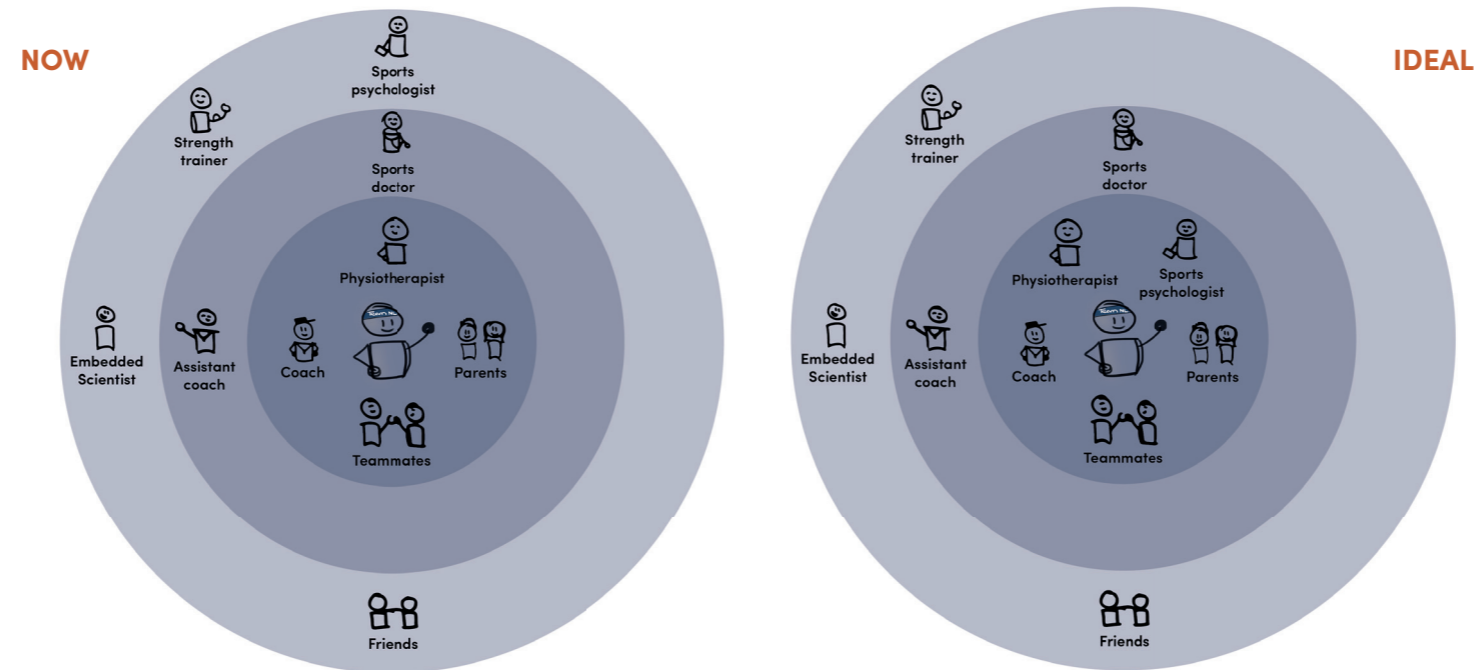 NOW
Sports
psychologist
Strength
trainer
Sports
doctor
Physiotherapist
Embedded
Scientist
Assistant
coach
Coach
Parents
Teammates
Friends
IDEAL
Strength
trainer
Sports
doctor
Physiotherapist
Sports
psychologist
Embedded
Scientist
Assistant
coach
Coach
Parents
Teammates
Friends